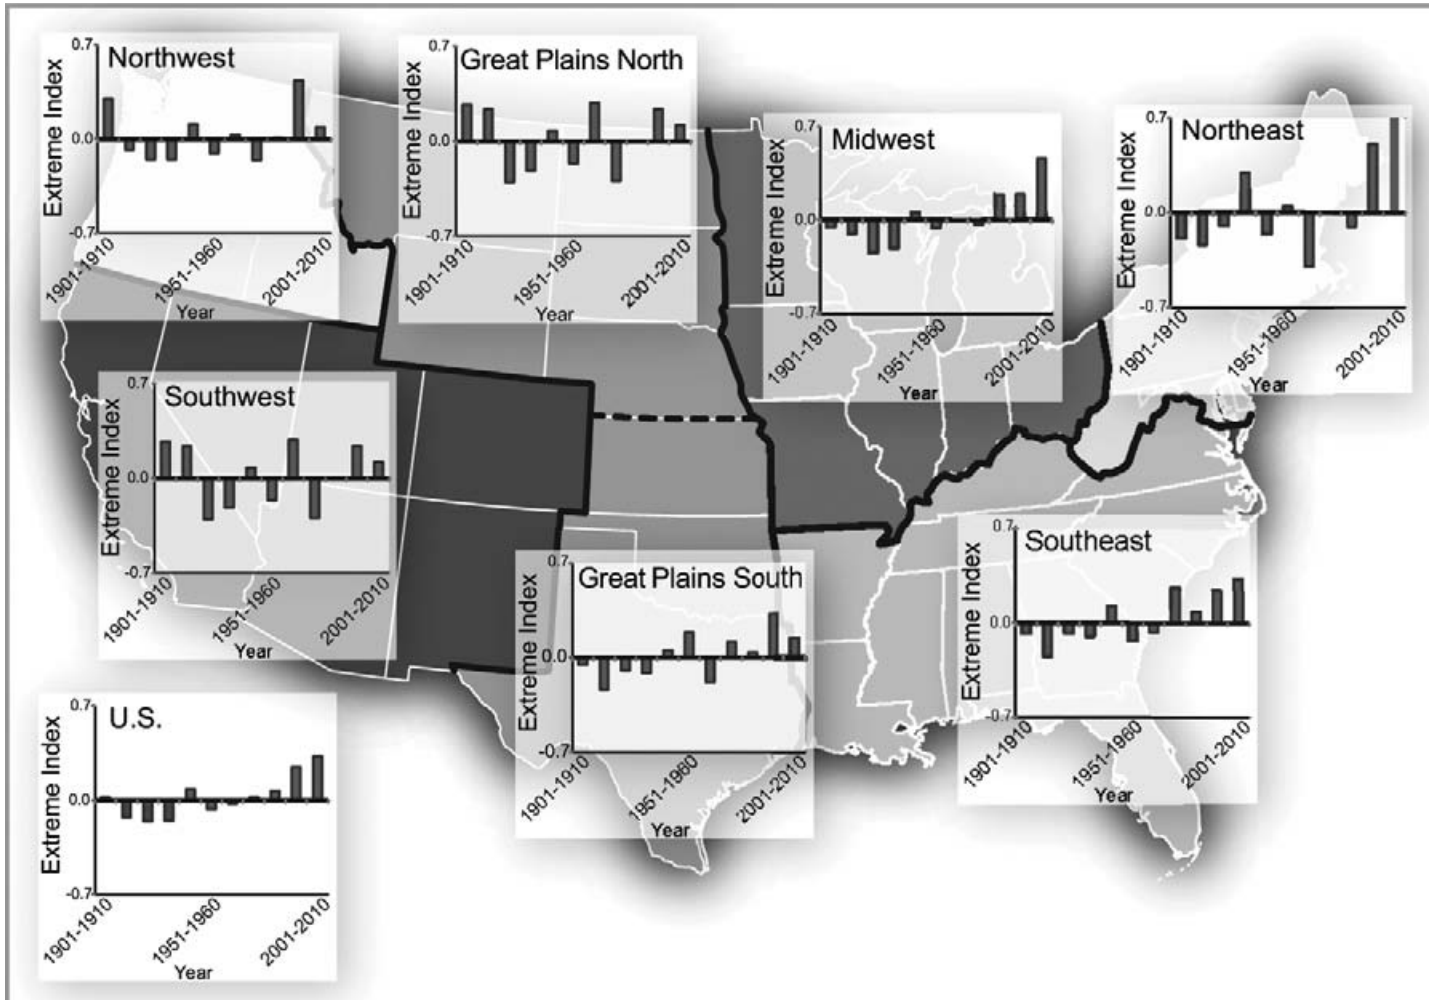 Northwest
0.7
0.0
-0.7
Extreme Index
1901-1910
1951-1960
2001-2010
Year
Great Plains North
0.7
0.0
-0.7
Extreme Index
1901-1910
1951-1960
2001-2010
Year
Midwest
0.7
0.0
-0.7
Extreme Index
1901-1910
1951-1960
2001-2010
Year
Northeast
0.7
0.0
-0.7
Extreme Index
1901-1910
1951-1960
2001-2010
Year
Southwest
0.7
0.0
-0.7
Extreme Index
1901-1910
1951-1960
2001-2010
Year
Great Plains South
0.7
0.0
-0.7
Extreme Index
1901-1910
1951-1960
2001-2010
Year
Southeast
0.7
0.0
-0.7
Extreme Index
1901-1910
1951-1960
2001-2010
Year
U.S.
0.7
0.0
-0.7
Extreme Index
1901-1910
1951-1960
2001-2010
Year